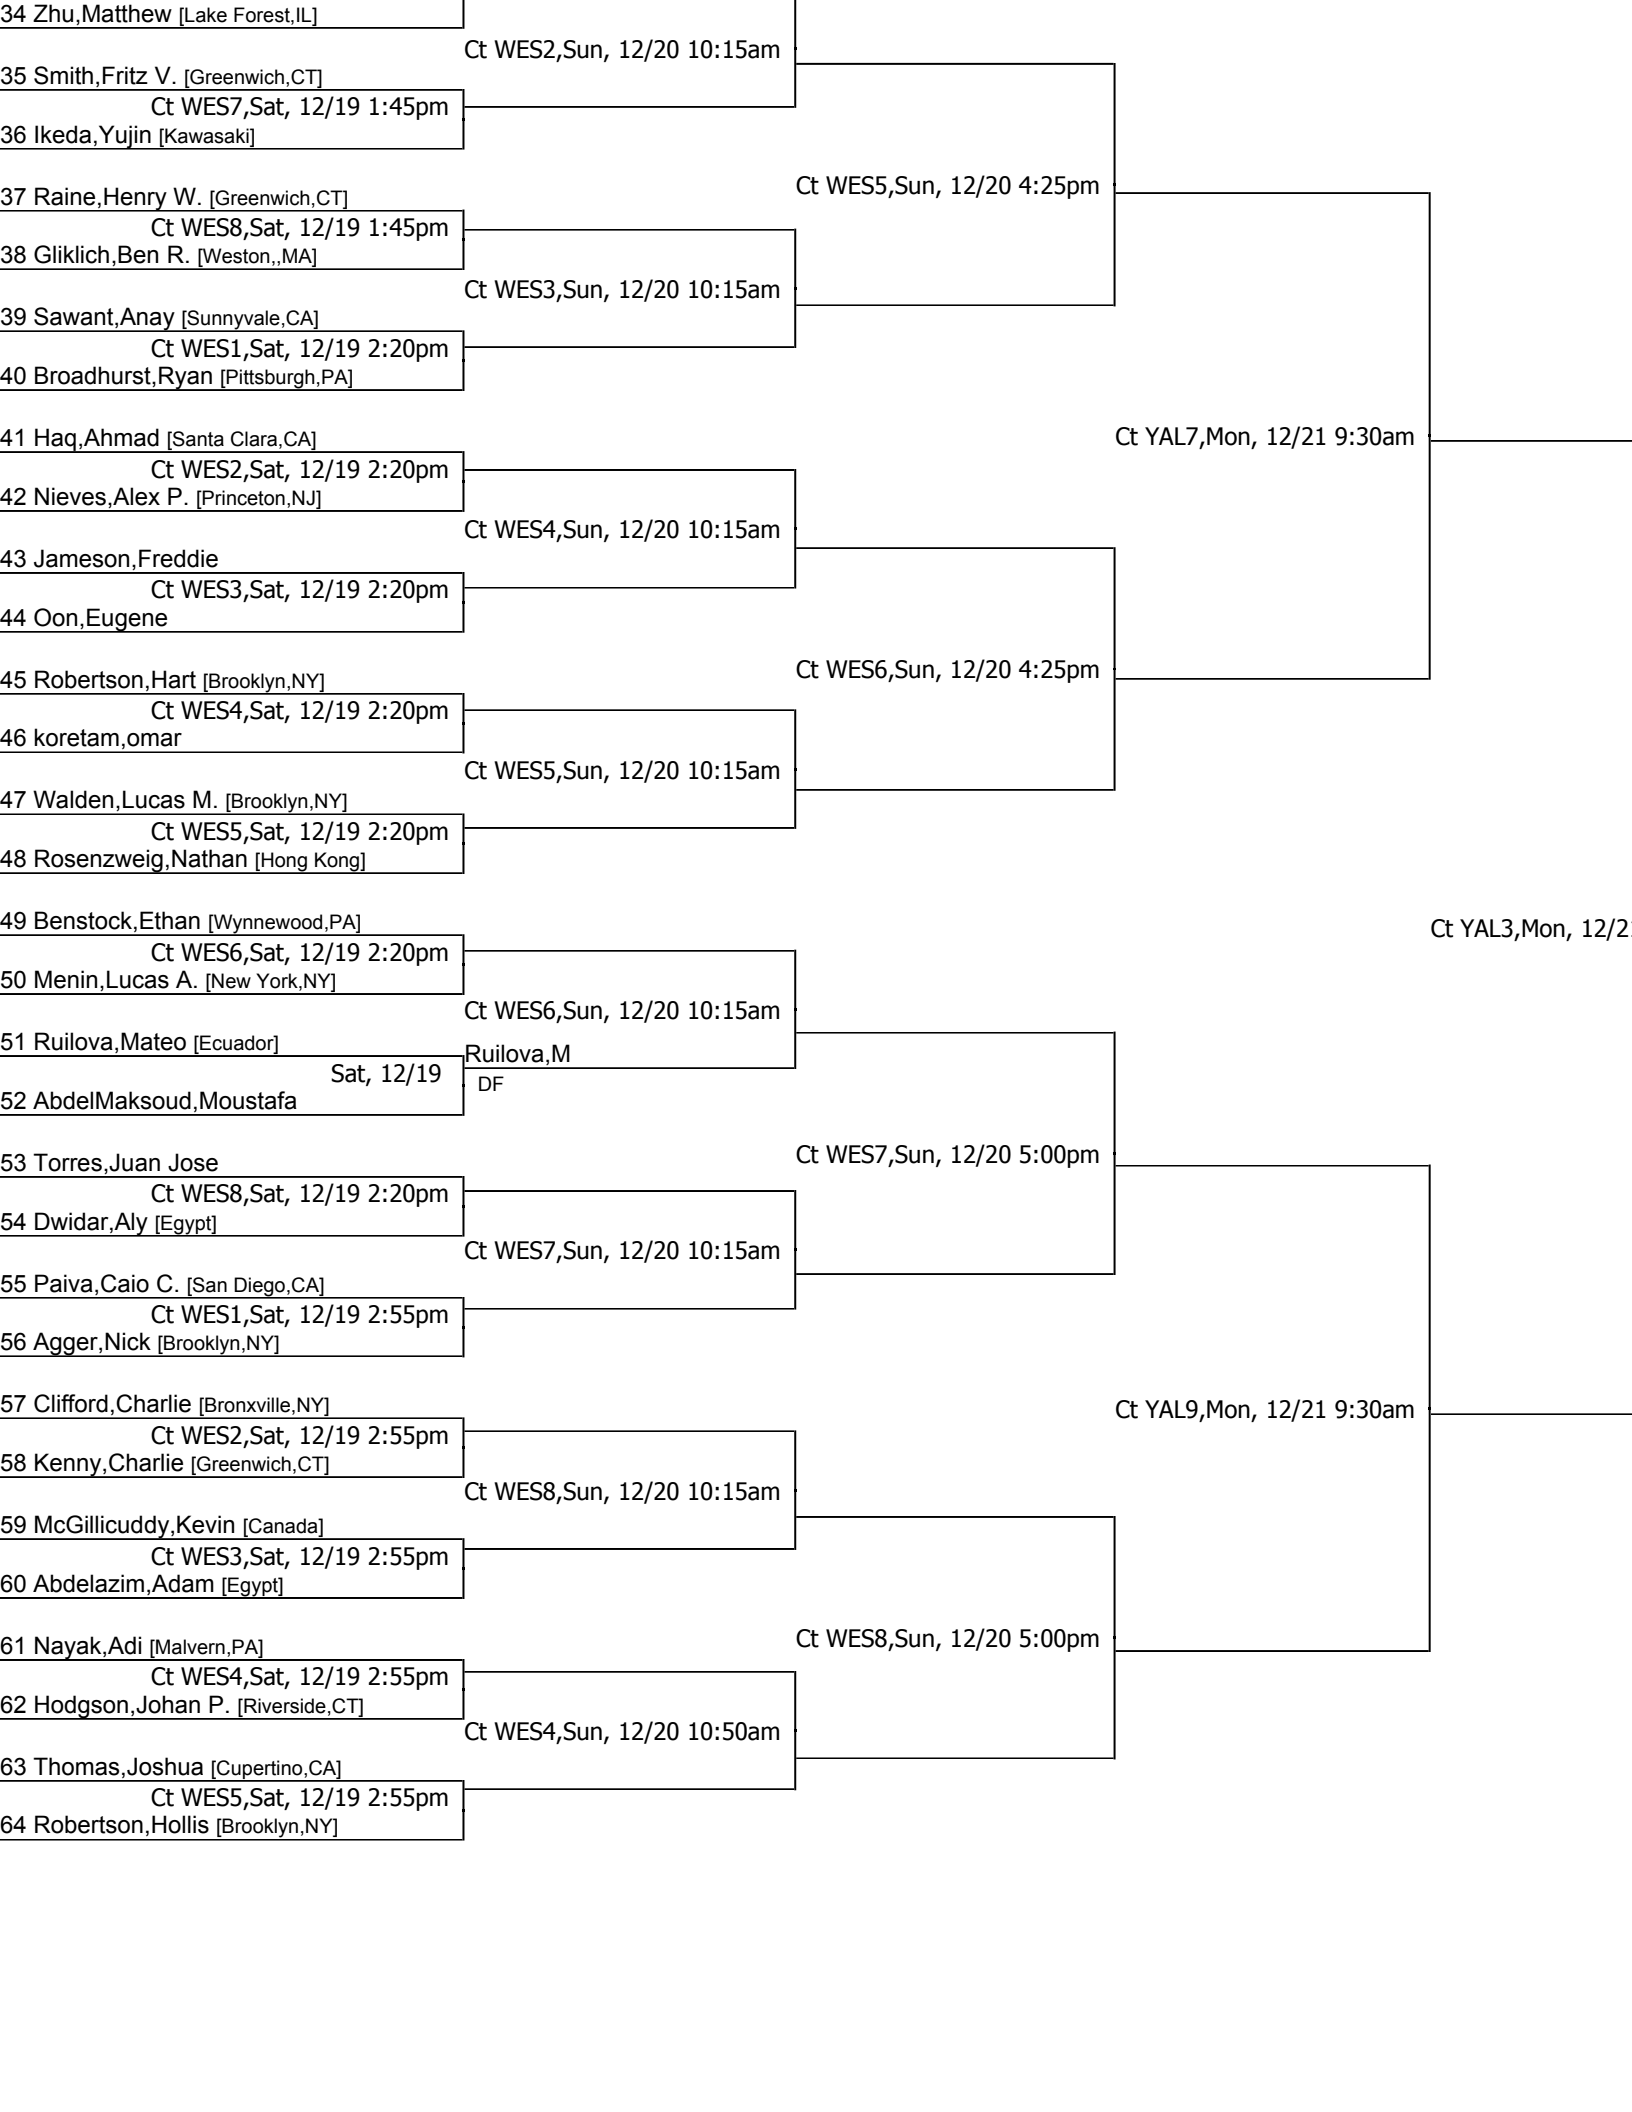 34 Zhu,Matthew [Lake Forest,IL]
Ct WES2,Sun, 12/20 10:15am
35 Smith,Fritz V. [Greenwich,CT]
Ct WES7,Sat, 12/19 1:45pm
36 Ikeda,Yujin [Kawasaki]
Ct WES5,Sun, 12/20 4:25pm
37 Raine,Henry W. [Greenwich,CT]
Ct WES8,Sat, 12/19 1:45pm
38 Gliklich,Ben R. [Weston,,MA]
Ct WES3,Sun, 12/20 10:15am
39 Sawant,Anay [Sunnyvale,CA]
Ct WES1,Sat, 12/19 2:20pm
40 Broadhurst,Ryan [Pittsburgh,PA]
Ct YAL7,Mon, 12/21 9:30am
41 Haq,Ahmad [Santa Clara,CA]
Ct WES2,Sat, 12/19 2:20pm
42 Nieves,Alex P. [Princeton,NJ]
Ct WES4,Sun, 12/20 10:15am
43 Jameson,Freddie
Ct WES3,Sat, 12/19 2:20pm
44 Oon,Eugene
Ct WES6,Sun, 12/20 4:25pm
45 Robertson,Hart [Brooklyn,NY]
Ct WES4,Sat, 12/19 2:20pm
46 koretam,omar
Ct WES5,Sun, 12/20 10:15am
47 Walden,Lucas M. [Brooklyn,NY]
Ct WES5,Sat, 12/19 2:20pm
48 Rosenzweig,Nathan [Hong Kong]
49 Benstock,Ethan [Wynnewood,PA]
Ct YAL3,Mon, 12/2
Ct WES6,Sat, 12/19 2:20pm
50 Menin,Lucas A. [New York,NY]
Ct WES6,Sun, 12/20 10:15am
51 Ruilova,Mateo [Ecuador]
Ruilova,M
Sat, 12/19
DF
52 AbdelMaksoud,Moustafa
Ct WES7,Sun, 12/20 5:00pm
53 Torres,Juan Jose
Ct WES8,Sat, 12/19 2:20pm
54 Dwidar,Aly [Egypt]
Ct WES7,Sun, 12/20 10:15am
55 Paiva,Caio C. [San Diego,CA]
Ct WES1,Sat, 12/19 2:55pm
56 Agger,Nick [Brooklyn,NY]
57 Clifford,Charlie [Bronxville,NY]
Ct YAL9,Mon, 12/21 9:30am
Ct WES2,Sat, 12/19 2:55pm
58 Kenny,Charlie [Greenwich,CT]
Ct WES8,Sun, 12/20 10:15am
59 McGillicuddy,Kevin [Canada]
Ct WES3,Sat, 12/19 2:55pm
60 Abdelazim,Adam [Egypt]
Ct WES8,Sun, 12/20 5:00pm
61 Nayak,Adi [Malvern,PA]
Ct WES4,Sat, 12/19 2:55pm
62 Hodgson,Johan P. [Riverside,CT]
Ct WES4,Sun, 12/20 10:50am
63 Thomas,Joshua [Cupertino,CA]
Ct WES5,Sat, 12/19 2:55pm
64 Robertson,Hollis [Brooklyn,NY]